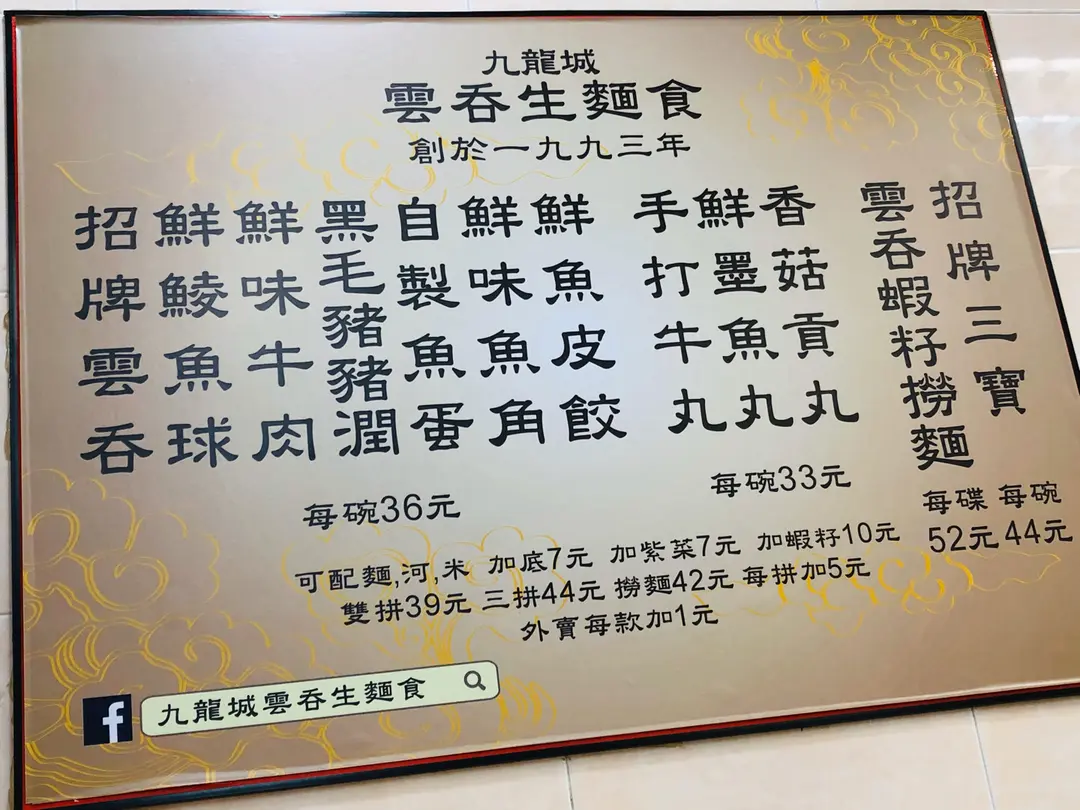 九龍城
雲吞生麵食
創於一九九三年
招牌三寶
雲吞蝦籽撈麵
香菇貢丸
鮮墨魚丸
手打牛丸
鮮魚皮餃
鮮味魚角
自製魚蛋
黑毛豬豬潤
鮮味牛肉
鮮鯪魚球
招牌雲吞
每碗36元
每碗33元
每碟 每碗
52元 44元
可配麵,河,米 加底7元 加紫菜7元 加蝦籽10元
雙拼39元 三拼44元 撈麵42元 每拼加5元
外賣每款加1元
f 九龍城雲吞生麵食